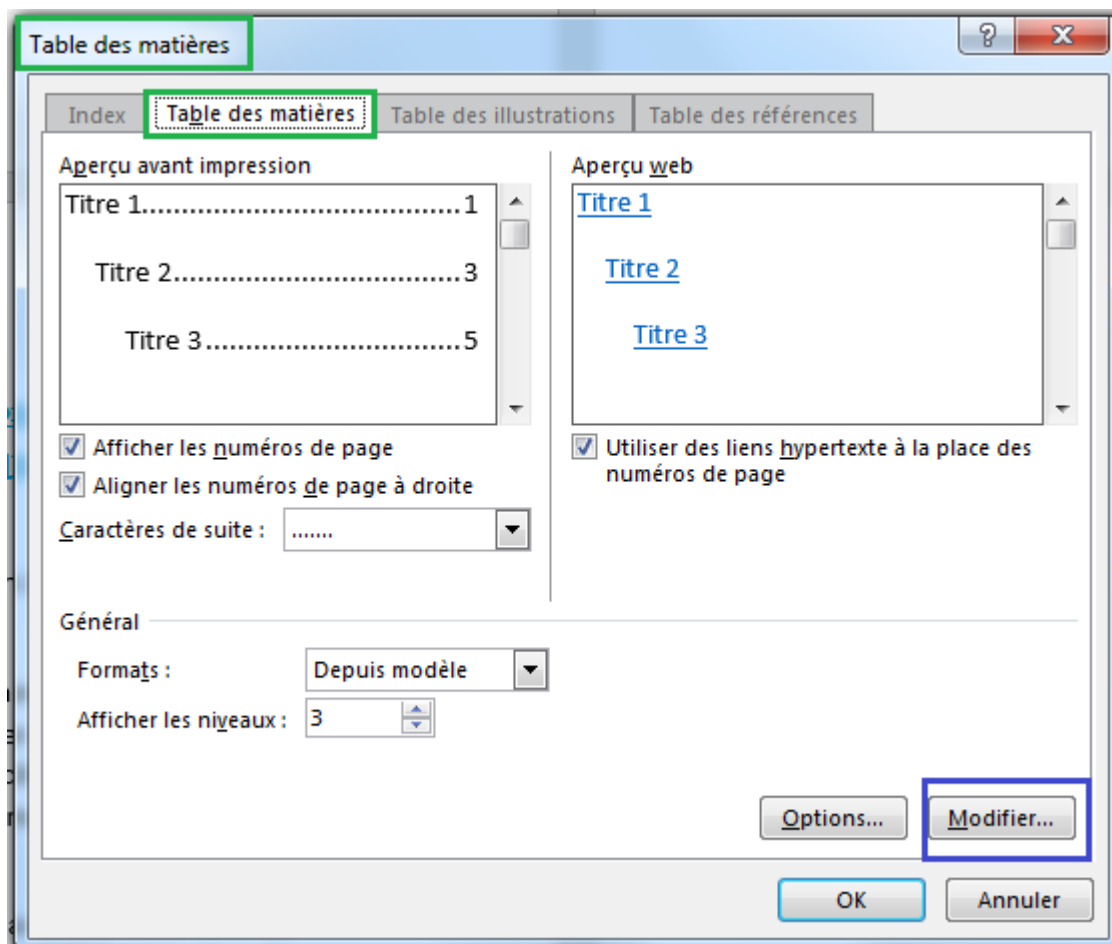 Table des matières
Index Table des matières Table des illustrations Table des références
Aperçu avant impression
Titre 1.......................................1
Titre 2...................................3
Titre 3...............................5
Afficher les numéros de page
Aligner les numéros de page à droite
Caractères de suite : .......
Aperçu web
Titre 1
Titre 2
Titre 3
Utiliser des liens hypertexte à la place des
numéros de page
Général
Formats : Depuis modèle
Afficher les niveaux : 3
Options... Modifier...
OK Annuler